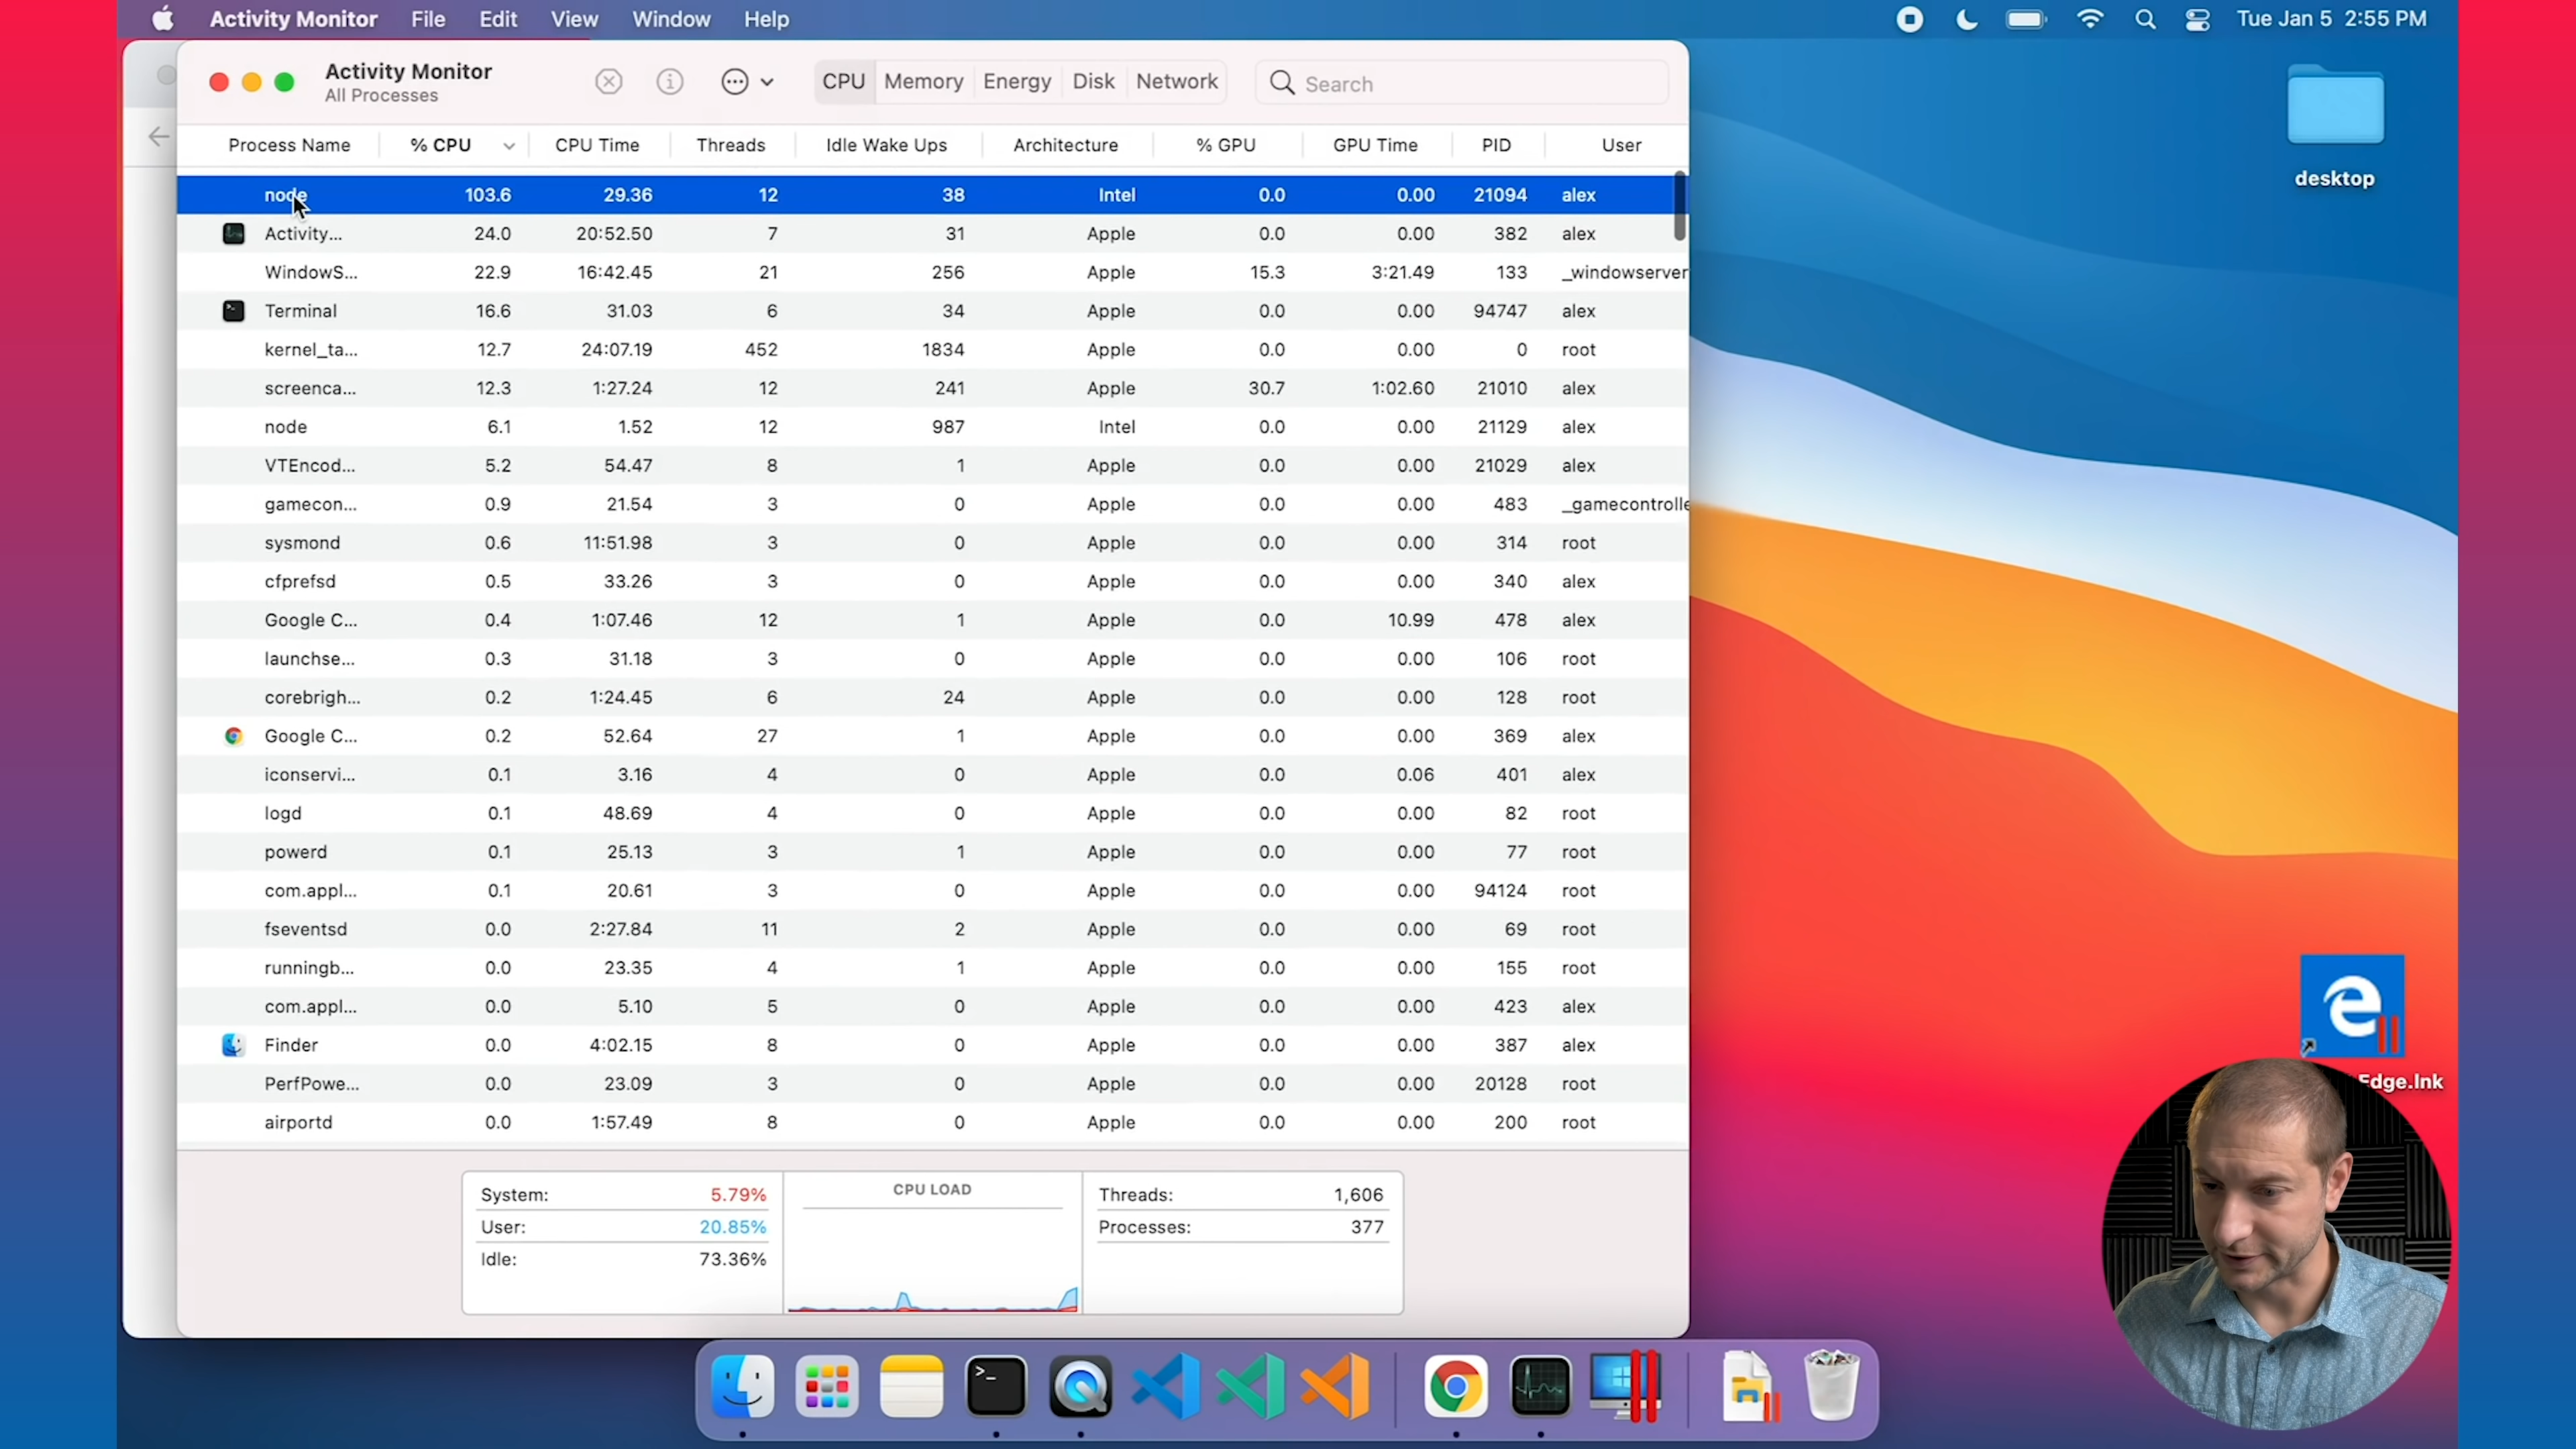 Activity Monitor File Edit View Window Help Tue Jan 5 2:55 PM
Activity Monitor
All Processes
CPU Memory Energy Disk Network Search
Process Name % CPU CPU Time Threads Idle Wake Ups Architecture % GPU GPU Time PID User
node 103.6 29.36 12 38 Intel 0.0 0.00 21094 alex
Activity... 24.0 20:52.50 7 31 Apple 0.0 0.00 382 alex
WindowS... 22.9 16:42.45 21 256 Apple 15.3 3:21.49 133 _windowserver
Terminal 16.6 31.03 6 34 Apple 0.0 0.00 94747 alex
kernel_ta... 12.7 24:07.19 452 1834 Apple 0.0 0.00 0 root
screenca... 12.3 1:27.24 12 241 Apple 30.7 1:02.60 21010 alex
node 6.1 1.52 12 987 Intel 0.0 0.00 21129 alex
VTEncod... 5.2 54.47 8 1 Apple 0.0 0.00 21029 alex
gamecon... 0.9 21.54 3 0 Apple 0.0 0.00 483 _gamecontrolle
sysmond 0.6 11:51.98 3 0 Apple 0.0 0.00 314 root
cfprefsd 0.5 33.26 3 0 Apple 0.0 0.00 340 alex
Google C... 0.4 1:07.46 12 1 Apple 0.0 10.99 478 alex
launchse... 0.3 31.18 3 0 Apple 0.0 0.00 106 root
corebrigh... 0.2 1:24.45 6 24 Apple 0.0 0.00 128 root
Google C... 0.2 52.64 27 1 Apple 0.0 0.00 369 alex
iconservi... 0.1 3.16 4 0 Apple 0.0 0.06 401 alex
logd 0.1 48.69 4 0 Apple 0.0 0.00 82 root
powerd 0.1 25.13 3 1 Apple 0.0 0.00 77 root
com.appl... 0.1 20.61 3 0 Apple 0.0 0.00 94124 root
fseventsd 0.0 2:27.84 11 2 Apple 0.0 0.00 69 root
runningb... 0.0 23.35 4 1 Apple 0.0 0.00 155 root
com.appl... 0.0 5.10 5 0 Apple 0.0 0.00 423 alex
Finder 0.0 4:02.15 8 0 Apple 0.0 0.00 387 alex
PerfPowe... 0.0 23.09 3 0 Apple 0.0 0.00 20128 root
airportd 0.0 1:57.49 8 0 Apple 0.0 0.00 200 root
System: 5.79%
User: 20.85%
Idle: 73.36%
CPU LOAD
Threads: 1,606
Processes: 377
desktop
Edge.lnk